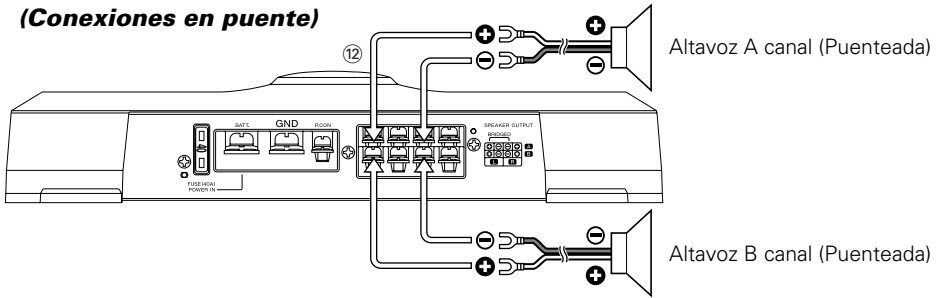 (Conexiones en puente)
⑫
Altavoz A canal (Puenteada)
BATT.
GND
P.CON
SPEAKER OUTPUT
BRIDGED
A
B
L
R
FUSE(40A)
POWER IN
Altavoz B canal (Puenteada)